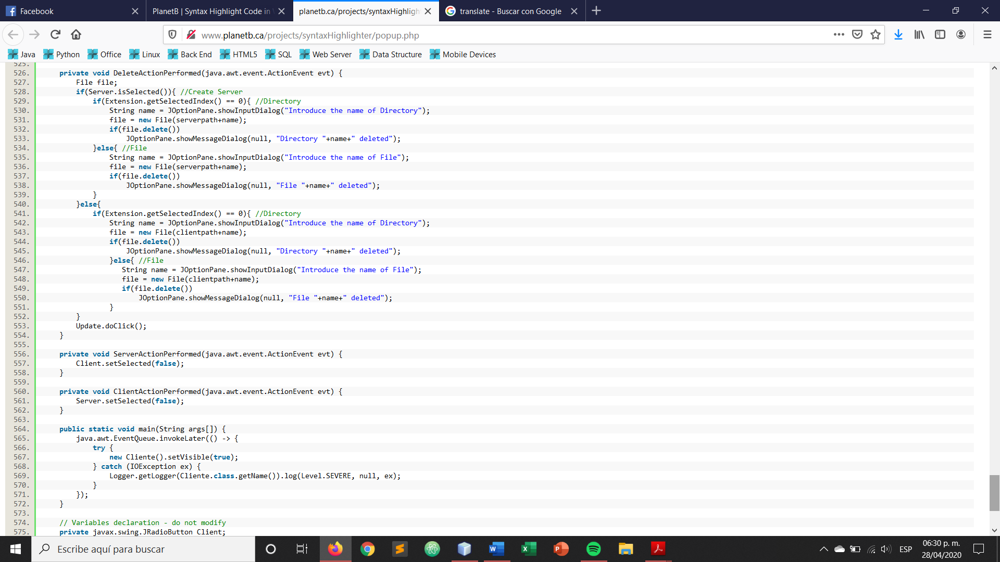 Facebook
PlanetB | Syntax Highlight Code in
planetb.ca/projects/syntaxHighligh
translate - Buscar con Google
www.planetb.ca/projects/syntaxHighlighter/popup.php
Java Python Office Linux Back End HTML5 SQL Web Server Data Structure Mobile Devices
525.
526. private void DeleteActionPerformed(java.awt.event.ActionEvent evt) {
527. File file;
528. if(Server.isSelected()){ //Create Server
529. if(Extension.getSelectedIndex() == 0){ //Directory
530. String name = JOptionPane.showInputDialog("Introduce the name of Directory");
531. file = new File(serverpath+name);
532. if(file.delete())
533. JOptionPane.showMessageDialog(null, "Directory "+name+" deleted");
534. }else{ //File
535. String name = JOptionPane.showInputDialog("Introduce the name of File");
536. file = new File(serverpath+name);
537. if(file.delete())
538. JOptionPane.showMessageDialog(null, "File "+name+" deleted");
539. }
540. }else{
541. if(Extension.getSelectedIndex() == 0){ //Directory
542. String name = JOptionPane.showInputDialog("Introduce the name of Directory");
543. file = new File(clientpath+name);
544. if(file.delete())
545. JOptionPane.showMessageDialog(null, "Directory "+name+" deleted");
546. }else{ //File
547. String name = JOptionPane.showInputDialog("Introduce the name of File");
548. file = new File(clientpath+name);
549. if(file.delete())
550. JOptionPane.showMessageDialog(null, "File "+name+" deleted");
551. }
552. }
553. Update.doClick();
554. }
555.
556. private void ServerActionPerformed(java.awt.event.ActionEvent evt) {
557. Client.setSelected(false);
558. }
559.
560. private void ClientActionPerformed(java.awt.event.ActionEvent evt) {
561. Server.setSelected(false);
562. }
563.
564. public static void main(String args[]) {
565. java.awt.EventQueue.invokeLater(() -> {
566. try {
567. new Cliente().setVisible(true);
568. } catch (IOException ex) {
569. Logger.getLogger(Cliente.class.getName()).log(Level.SEVERE, null, ex);
570. }
571. });
572. }
573.
574. // Variables declaration - do not modify
575. private javax.swing.JRadioButton Client;
Escribe aquí para buscar
ESP
06:30 p. m.
28/04/2020